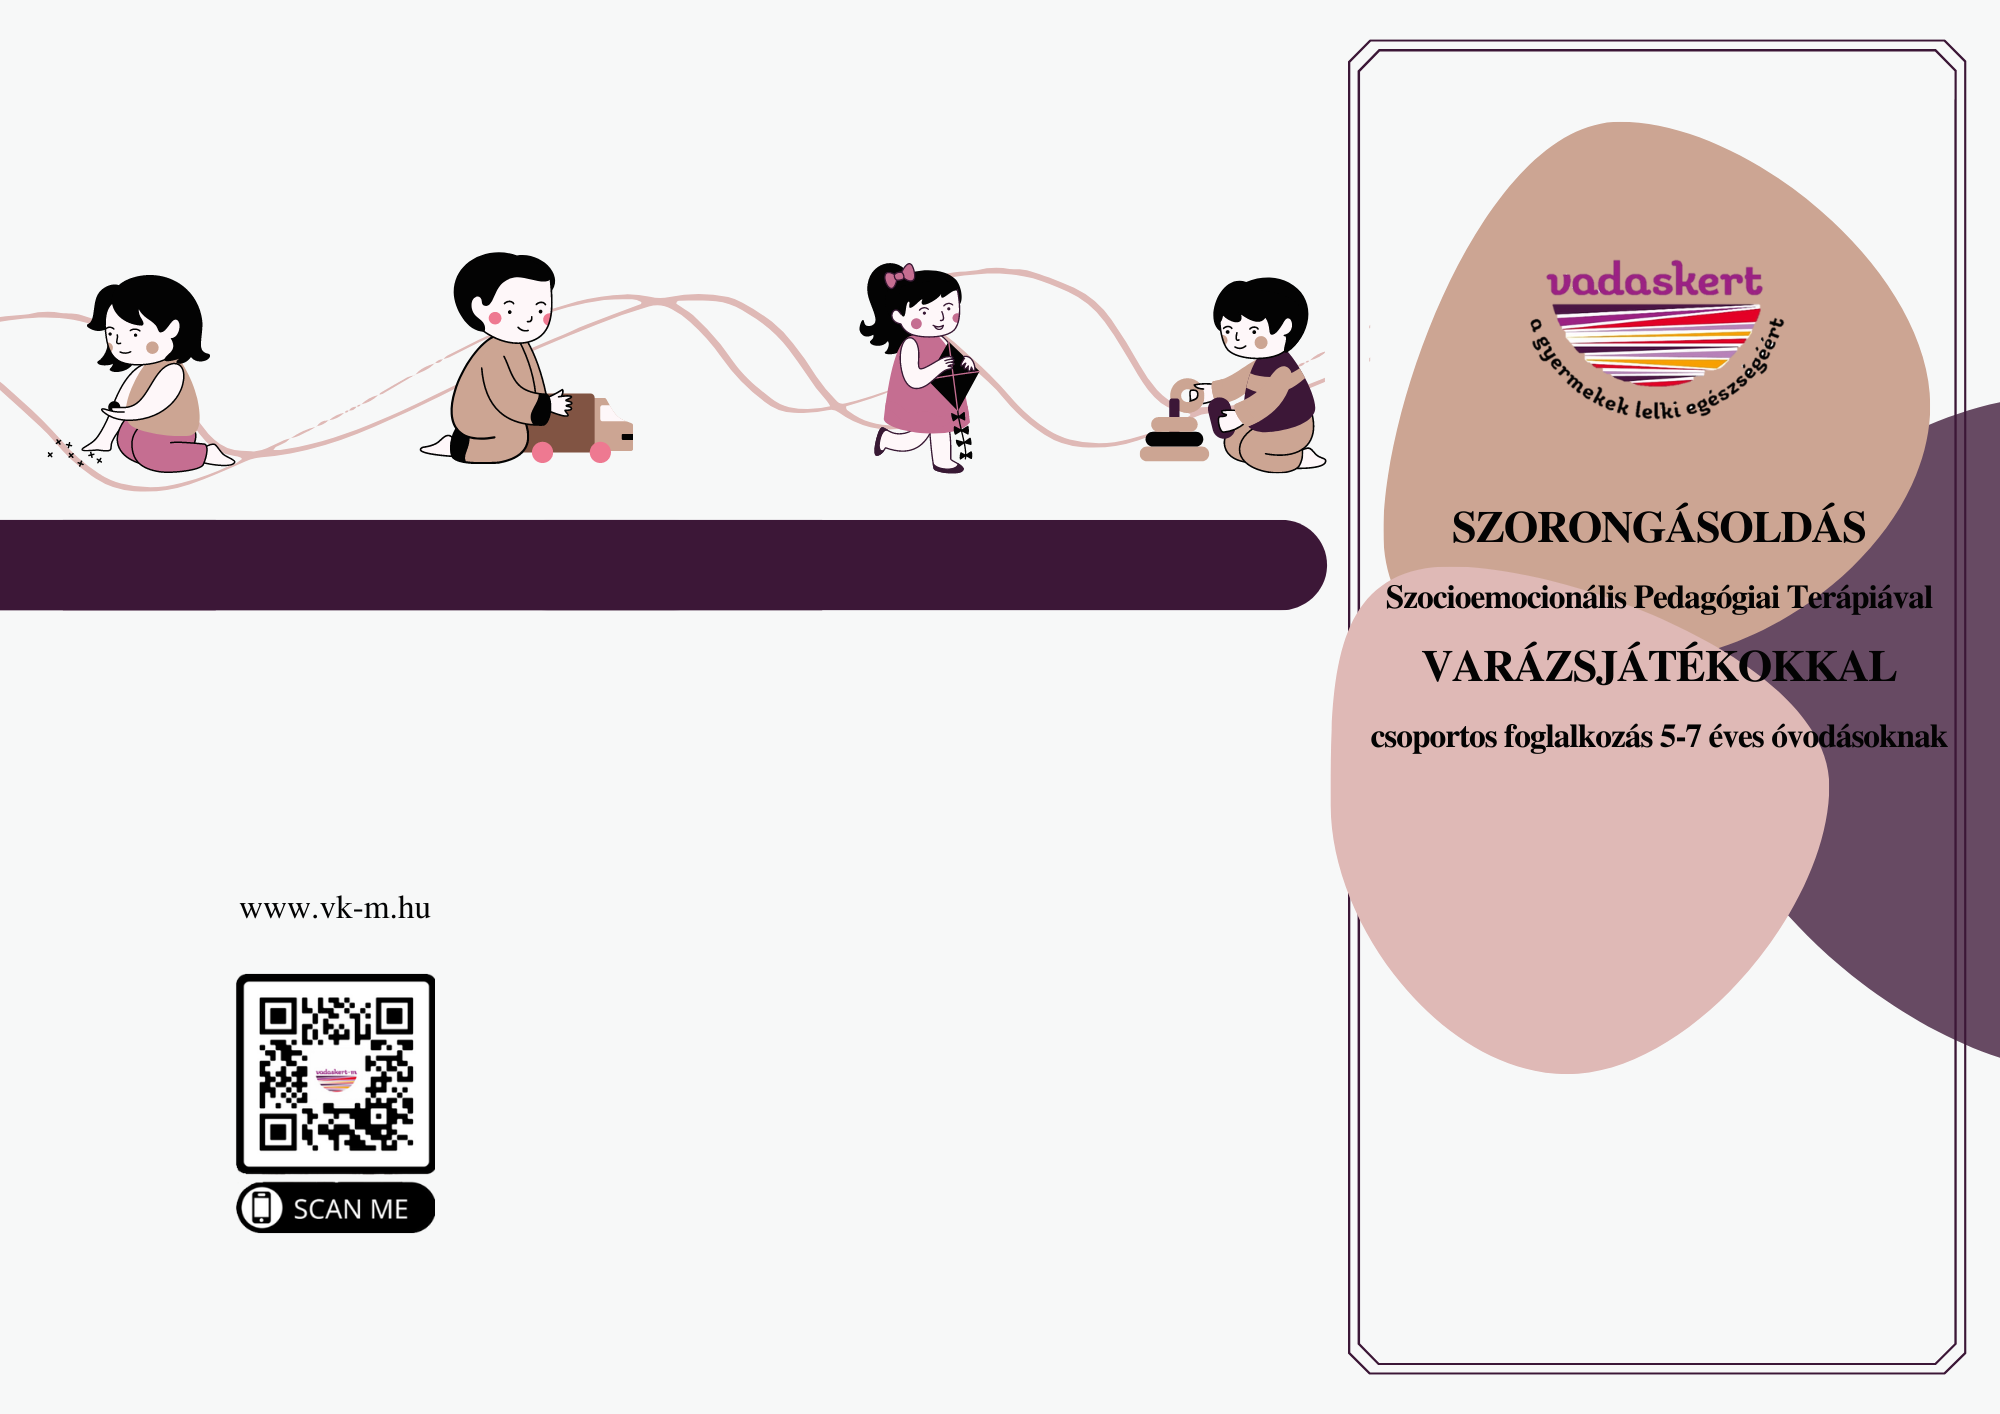 vadaskert
a gyermekek lelki egészségéért
SZORONGÁSOLDÁS
Szocioemocionális Pedagógiai Terápiával
VARÁZSJÁTÉKOKKAL
csoportos foglalkozás 5-7 éves óvodásoknak
www.vk-m.hu
vadaskert-m
SCAN ME